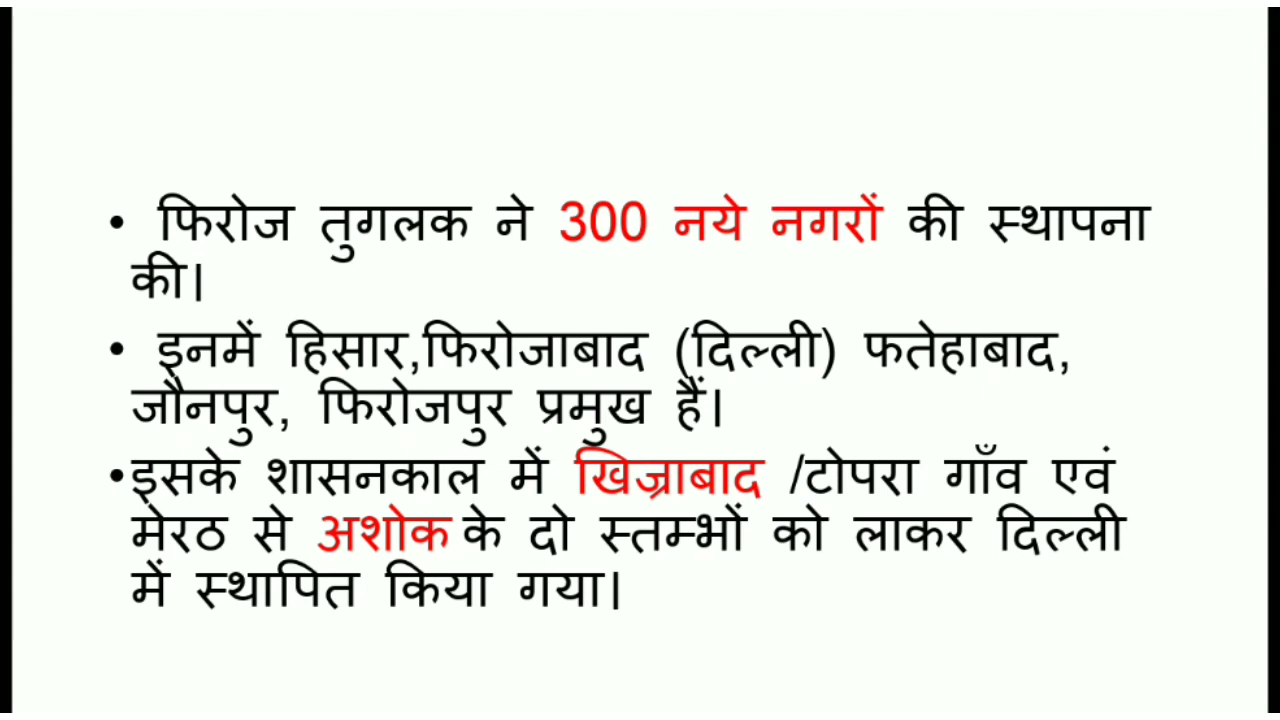 • फिरोज तुगलक ने 300 नये नगरों की स्थापना
की।
• इनमें हिसार,फिरोजाबाद (दिल्ली) फतेहाबाद,
जौनपुर, फिरोजपुर प्रमुख हैं।
•इसके शासनकाल में खिज्राबाद /टोपरा गाँव एवं
मेरठ से अशोक के दो स्तम्भों को लाकर दिल्ली
में स्थापित किया गया।